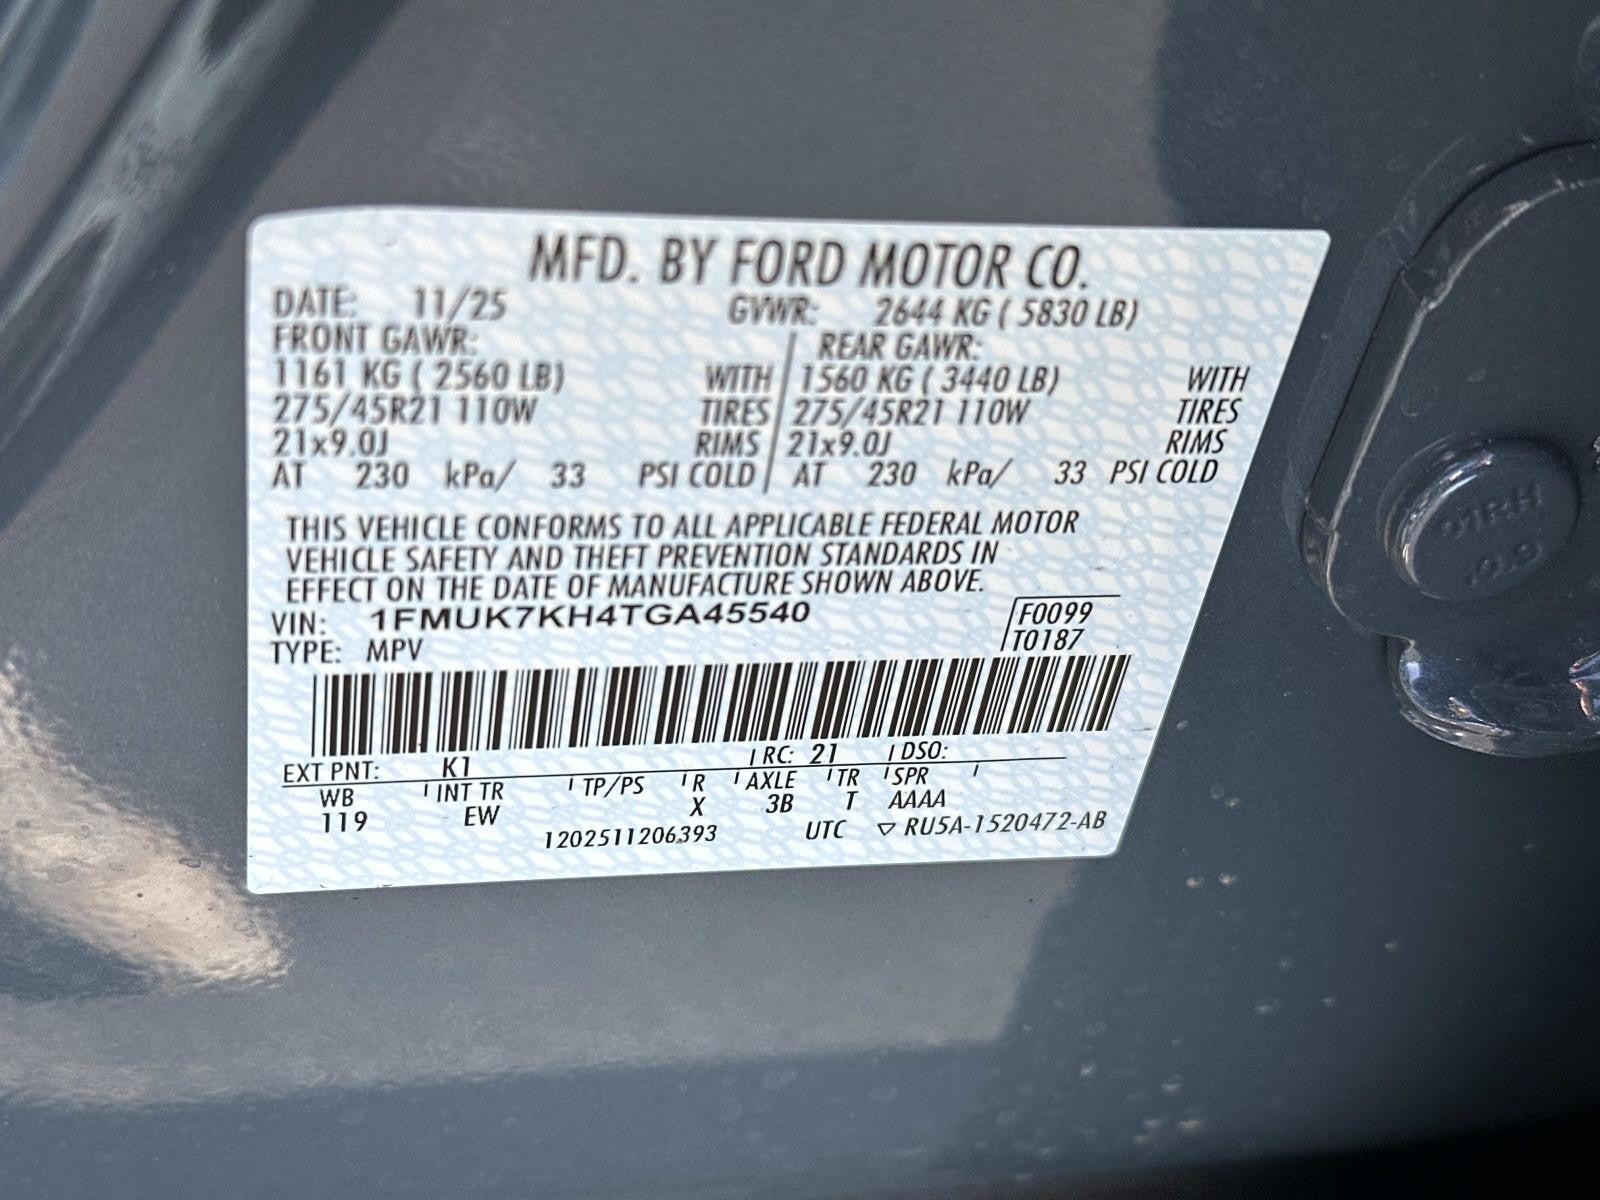 MFD. BY FORD MOTOR CO.
DATE: 11/25 GVWR: 2644 KG ( 5830 LB)
FRONT GAWR: REAR GAWR:
1161 KG ( 2560 LB) WITH 1560 KG ( 3440 LB) WITH
275/45R21 110W TIRES 275/45R21 110W TIRES
21x9.0J RIMS 21x9.0J RIMS
AT 230 kPa/ 33 PSI COLD AT 230 kPa/ 33 PSI COLD
THIS VEHICLE CONFORMS TO ALL APPLICABLE FEDERAL MOTOR
VEHICLE SAFETY AND THEFT PREVENTION STANDARDS IN
EFFECT ON THE DATE OF MANUFACTURE SHOWN ABOVE.
VIN: 1FMUK7KH4TGA45540 F0099
TYPE: MPV T0187
EXT PNT: K1 RC: 21 DSO:
WB INT TR TP/PS R AXLE TR SPR
119 EW X 3B T AAAA
1202511206393 UTC ▽ RU5A-1520472-AB